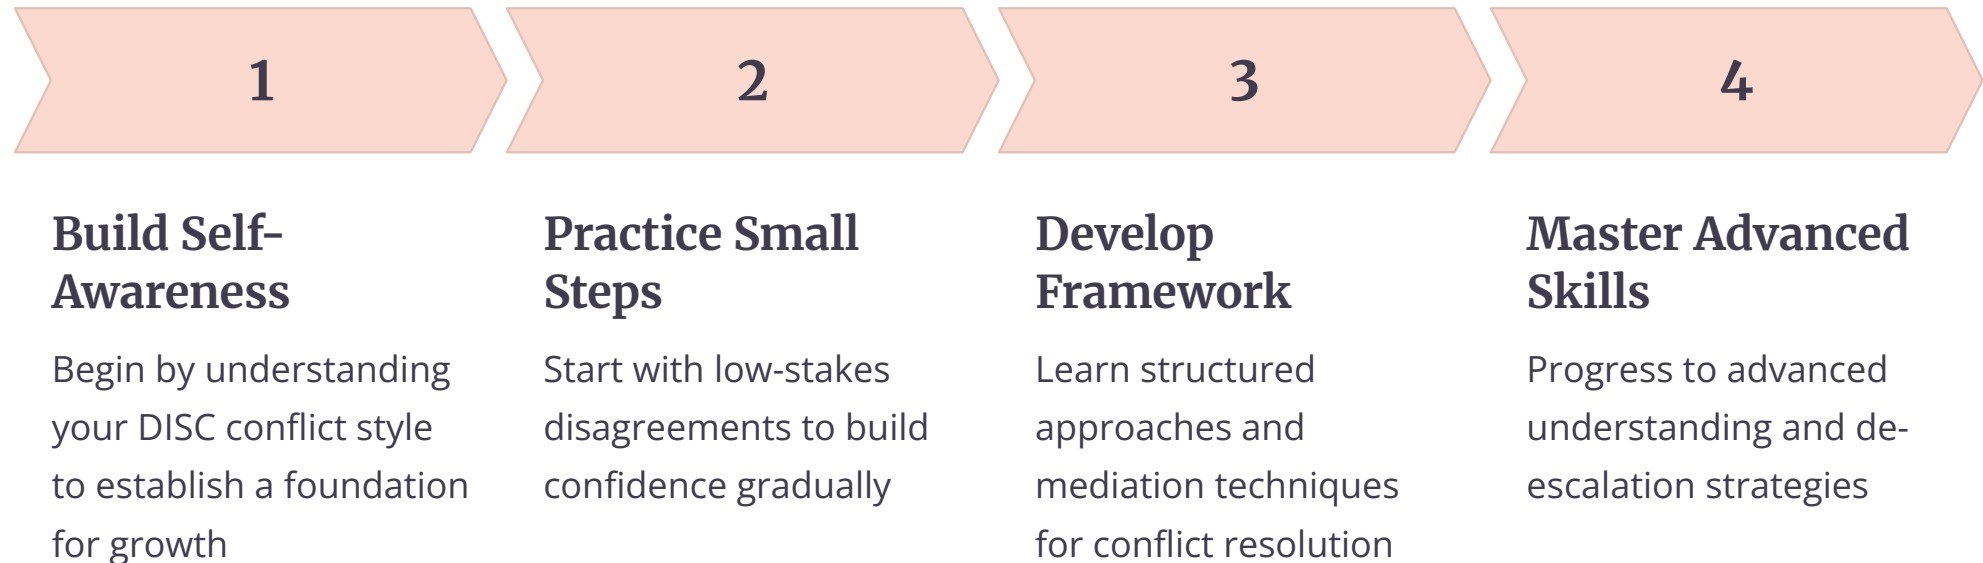 1
2
3
4
Build Self-
Awareness
Begin by understanding
your DISC conflict style
to establish a foundation
for growth
Practice Small
Steps
Start with low-stakes
disagreements to build
confidence gradually
Develop
Framework
Learn structured
approaches and
mediation techniques
for conflict resolution
Master Advanced
Skills
Progress to advanced
understanding and de-
escalation strategies